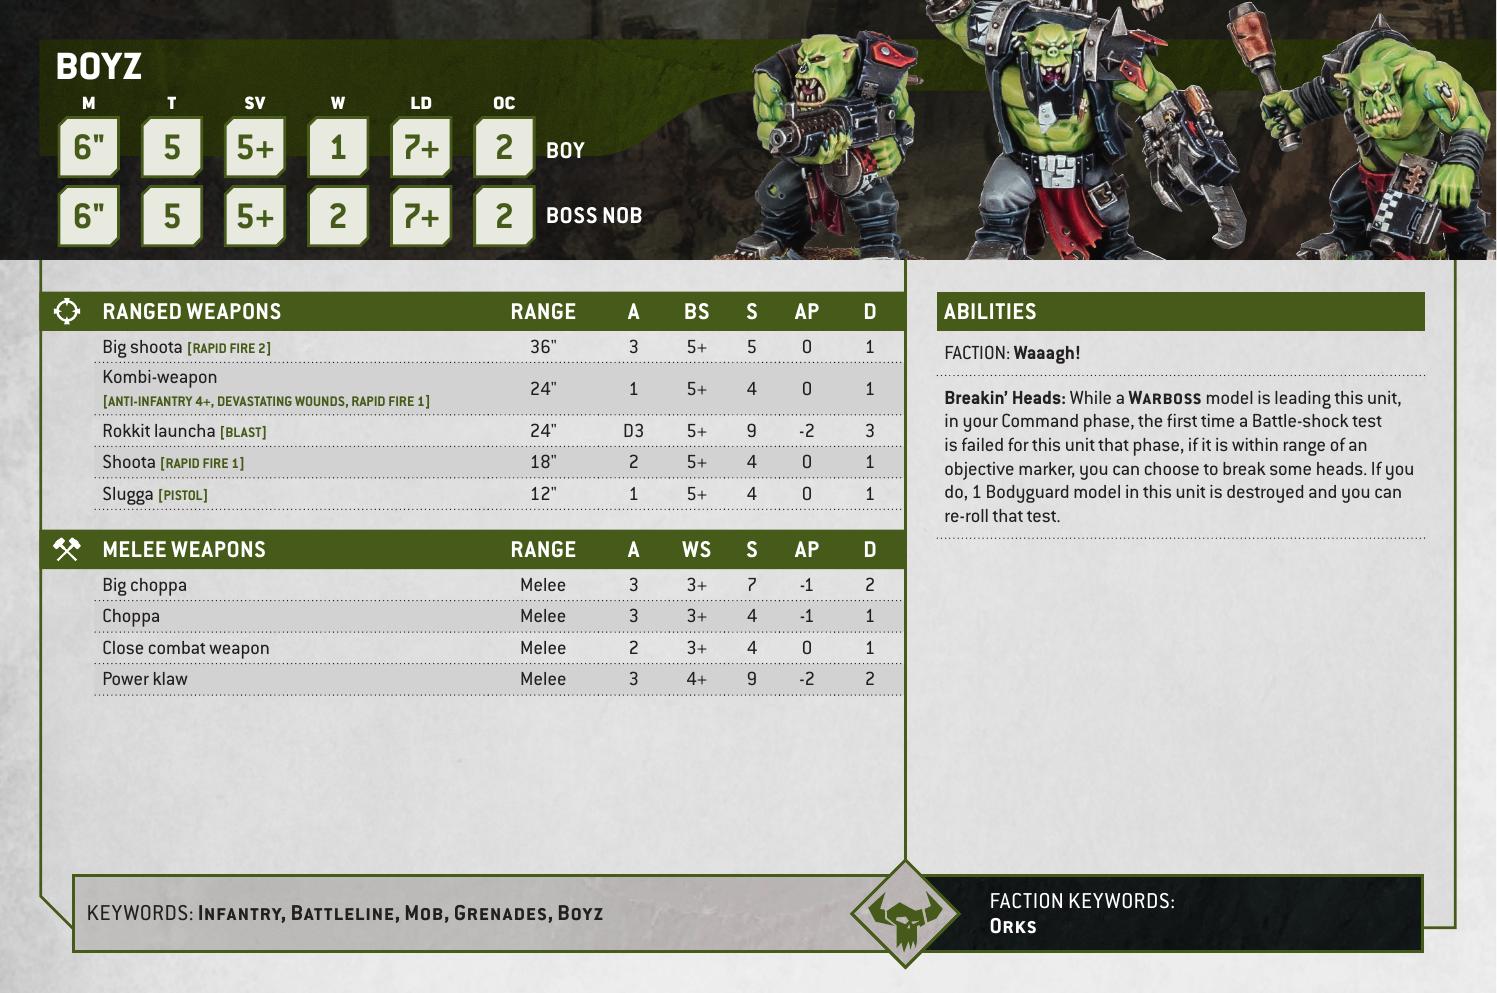 BOYZ
M T SV W LD OC
6" 5 5+ 1 7+ 2 BOY
6" 5 5+ 2 7+ 2 BOSS NOB
RANGED WEAPONS RANGE A BS S AP D
Big shoota [RAPID FIRE 2] 36" 3 5+ 5 0 1
Kombi-weapon
[ANTI-INFANTRY 4+, DEVASTATING WOUNDS, RAPID FIRE 1] 24" 1 5+ 4 0 1
Rokkit launcha [BLAST] 24" D3 5+ 9 -2 3
Shoota [RAPID FIRE 1] 18" 2 5+ 4 0 1
Slugga [PISTOL] 12" 1 5+ 4 0 1
MELEE WEAPONS RANGE A WS S AP D
Big choppa Melee 3 3+ 7 -1 2
Choppa Melee 3 3+ 4 -1 1
Close combat weapon Melee 2 3+ 4 0 1
Power klaw Melee 3 4+ 9 -2 2
ABILITIES
FACTION: Waaagh!
Breakin' Heads: While a WARBOSS model is leading this unit,
in your Command phase, the first time a Battle-shock test
is failed for this unit that phase, if it is within range of an
objective marker, you can choose to break some heads. If you
do, 1 Bodyguard model in this unit is destroyed and you can
re-roll that test.
KEYWORDS: INFANTRY, BATTLELINE, MOB, GRENADES, BOYZ
FACTION KEYWORDS:
ORKS